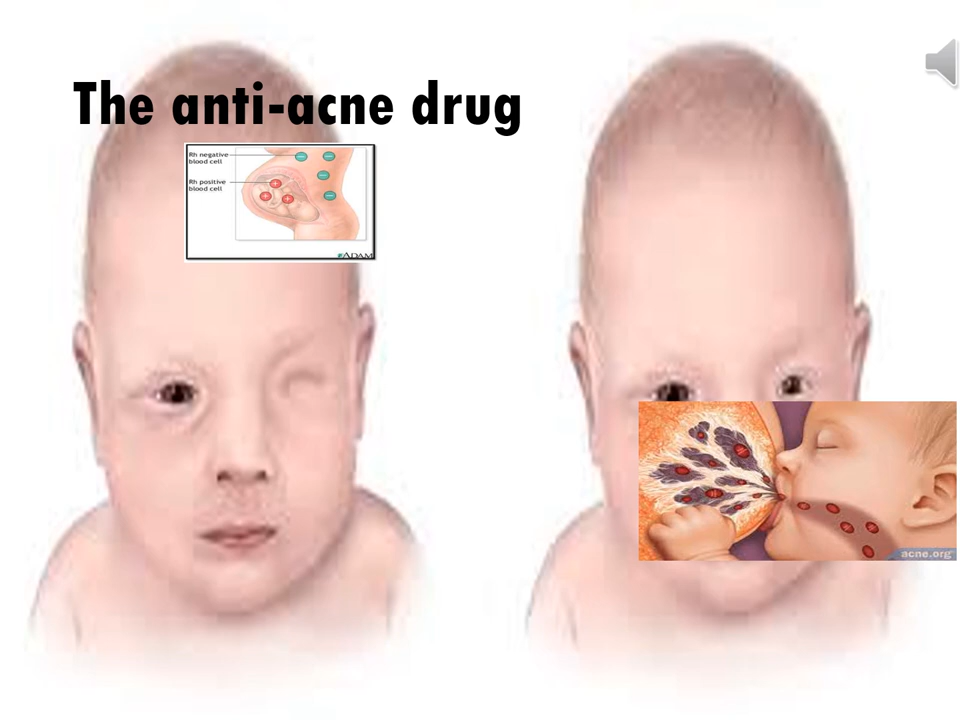 The anti-acne drug
Rh negative
blood cell
Rh positive
blood cell
ADAM
acne.org